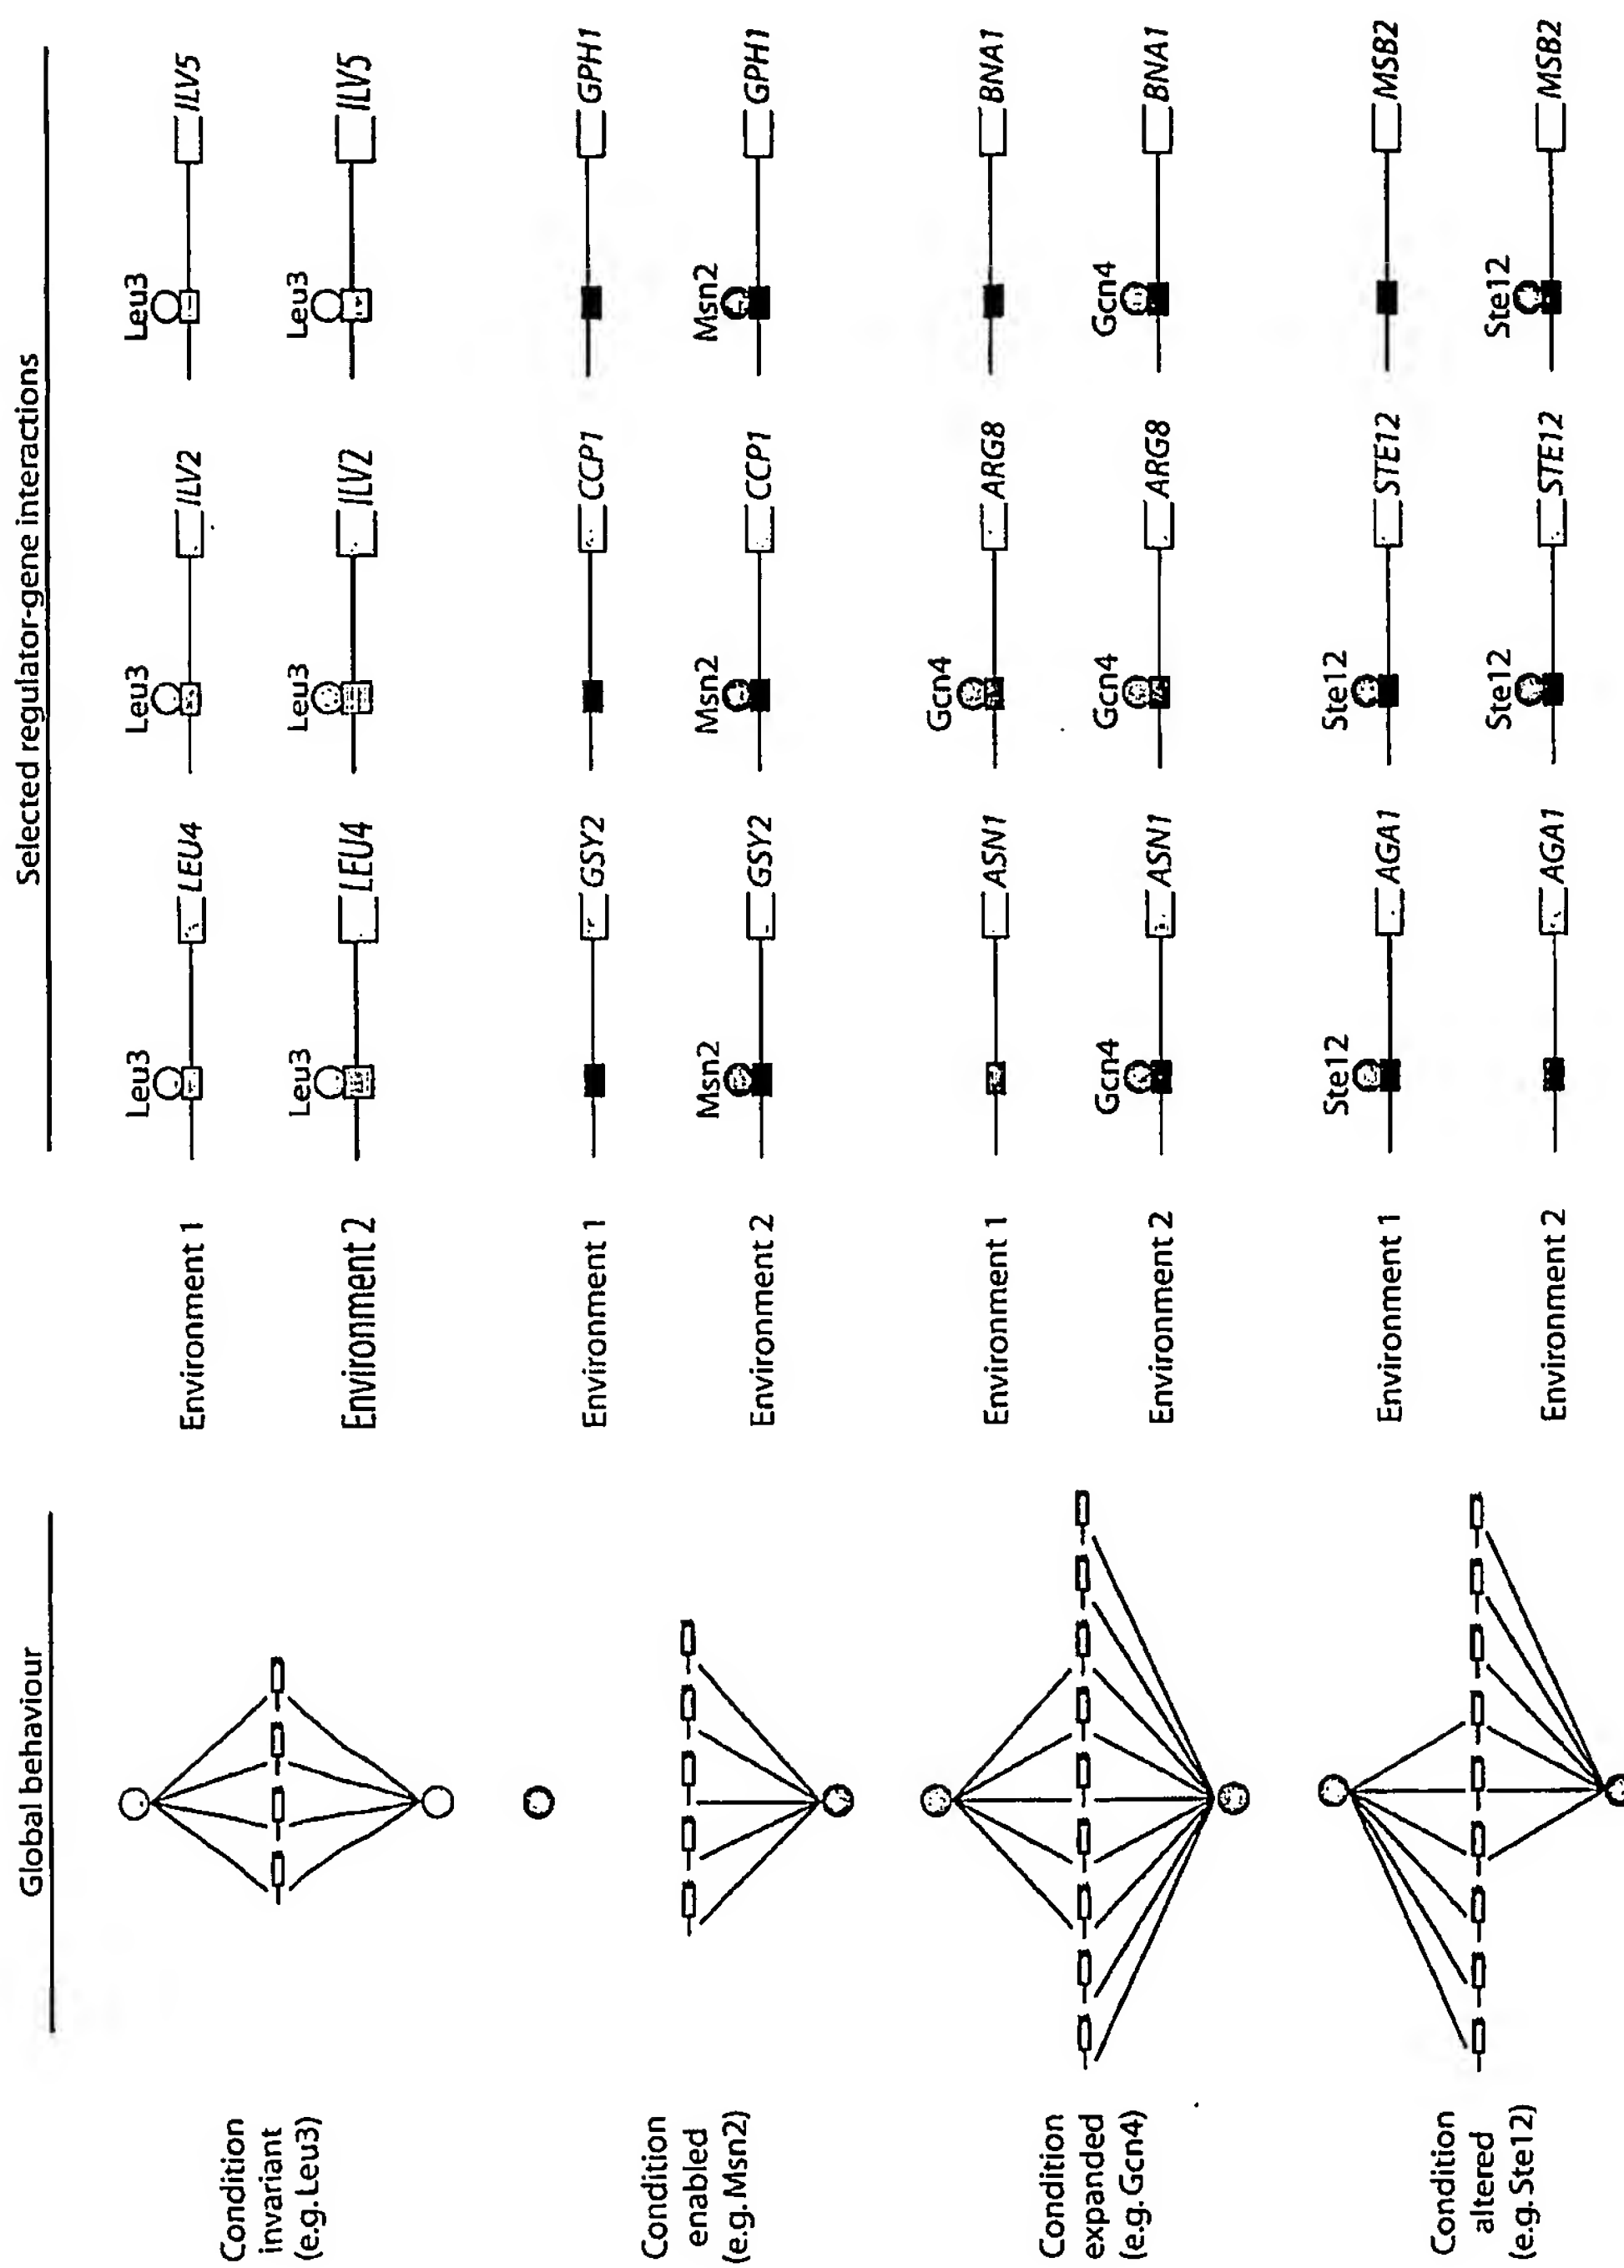 Global behaviour
Selected regulator-gene interactions
Condition
invariant
(e.g. Leu3)
Environment 1
Leu3
LEU4
Leu3
ILV2
Leu3
ILV5
Environment 2
Leu3
LEU4
Leu3
ILV2
Leu3
ILV5
Condition
enabled
(e.g. Msn2)
Environment 1
GSY2
CCP1
GPH1
Environment 2
Msn2
GSY2
Msn2
CCP1
Msn2
GPH1
Condition
expanded
(e.g. Gcn4)
Environment 1
ASN1
Gcn4
ARG8
BNA1
Environment 2
Gcn4
ASN1
Gcn4
ARG8
Gcn4
BNA1
Condition
altered
(e.g. Ste12)
Environment 1
Ste12
AGA1
Ste12
STE12
MSB2
Environment 2
AGA1
Ste12
STE12
Ste12
MSB2